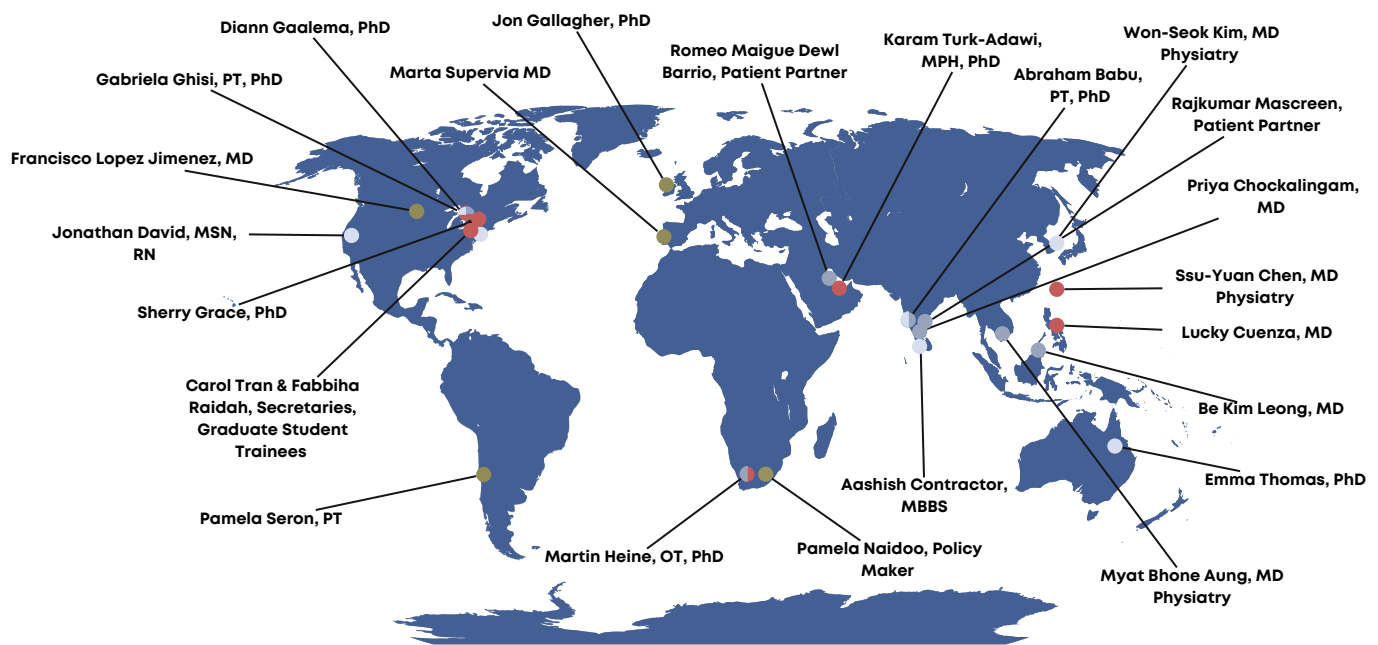 Diann Gaalema, PhD
Jon Gallagher, PhD
Romeo Maigue Dewl
Barrio, Patient Partner
Karam Turk-Adawi,
MPH, PhD
Won-Seok Kim, MD
Physiatry
Gabriela Ghisi, PT, PhD
Marta Supervia MD
Abraham Babu,
PT, PhD
Rajkumar Mascreen,
Patient Partner
Francisco Lopez Jimenez, MD
Priya Chockalingam,
MD
Jonathan David, MSN,
RN
Ssu-Yuan Chen, MD
Physiatry
Sherry Grace, PhD
Lucky Cuenza, MD
Carol Tran & Fabbiha
Raidah, Secretaries,
Graduate Student
Trainees
Be Kim Leong, MD
Aashish Contractor,
MBBS
Emma Thomas, PhD
Pamela Seron, PT
Martin Heine, OT, PhD
Pamela Naidoo, Policy
Maker
Myat Bhone Aung, MD
Physiatry